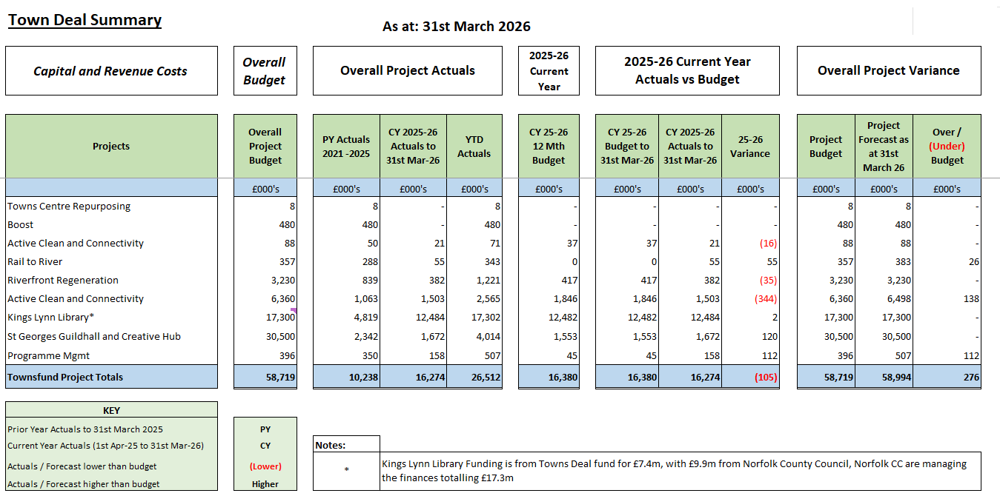 Town Deal Summary
As at: 31st March 2026
Capital and Revenue Costs
Overall
Budget
Overall Project Actuals
2025-26
Current
Year
2025-26 Current Year
Actuals vs Budget
Overall Project Variance
Projects
Overall
Project
Budget
PY Actuals
2021 -2025
CY 2025-26
Actuals to
31st Mar-26
YTD
Actuals
CY 25-26
12 Mth
Budget
CY 25-26
Budget to
31st Mar-26
CY 2025-26
Actuals to
31st Mar-26
25-26
Variance
Project
Budget
Project
Forecast as
at 31st
March 26
Over /
(Under)
Budget
£000's £000's £000's £000's £000's £000's £000's £000's £000's £000's £000's
Towns Centre Repurposing 8 8 - 8 - - - - 8 8 -
Boost 480 480 - 480 - - - - 480 480 -
Active Clean and Connectivity 88 50 21 71 37 37 21 (16) 88 88 -
Rail to River 357 288 55 343 0 0 55 55 357 383 26
Riverfront Regeneration 3,230 839 382 1,221 417 417 382 (35) 3,230 3,230 -
Active Clean and Connectivity 6,360 1,063 1,503 2,565 1,846 1,846 1,503 (344) 6,360 6,498 138
Kings Lynn Library* 17,300 4,819 12,484 17,302 12,482 12,482 12,484 2 17,300 17,300 -
St Georges Guildhall and Creative Hub 30,500 2,342 1,672 4,014 1,553 1,553 1,672 120 30,500 30,500 -
Programme Mgmt 396 350 158 507 45 45 158 112 396 507 112
Townsfund Project Totals 58,719 10,238 16,274 26,512 16,380 16,380 16,274 (105) 58,719 58,994 276
KEY
Prior Year Actuals to 31st March 2025 PY
Current Year Actuals (1st Apr-25 to 31st Mar-26) CY
Actuals / Forecast lower than budget (Lower)
Actuals / Forecast higher than budget Higher
Notes:
* Kings Lynn Library Funding is from Towns Deal fund for £7.4m, with £9.9m from Norfolk County Council, Norfolk CC are managing
the finances totalling £17.3m